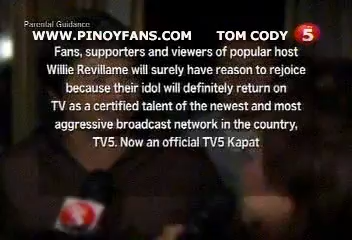 Parental Guidance
WWW.PINOYFANS.COM TOM CODY 5
Fans, supporters and viewers of popular host
Willie Revillame will surely have reason to rejoice
because their idol will definitely return on
TV as a certified talent of the newest and most
aggressive broadcast network in the country,
TV5. Now an official TV5 Kapat
5